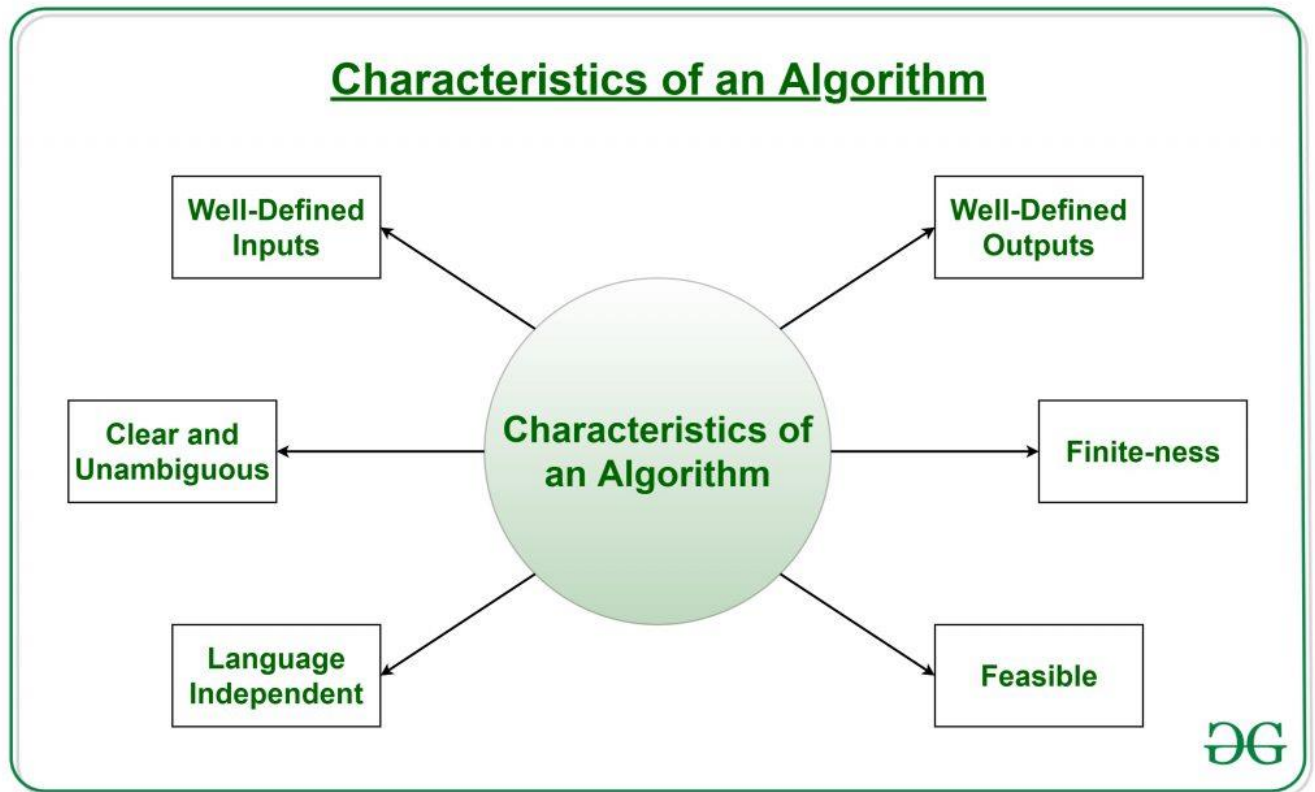 Characteristics of an Algorithm
Well-Defined
Inputs
Well-Defined
Outputs
Clear and
Unambiguous
Characteristics of
an Algorithm
Finite-ness
Language
Independent
Feasible